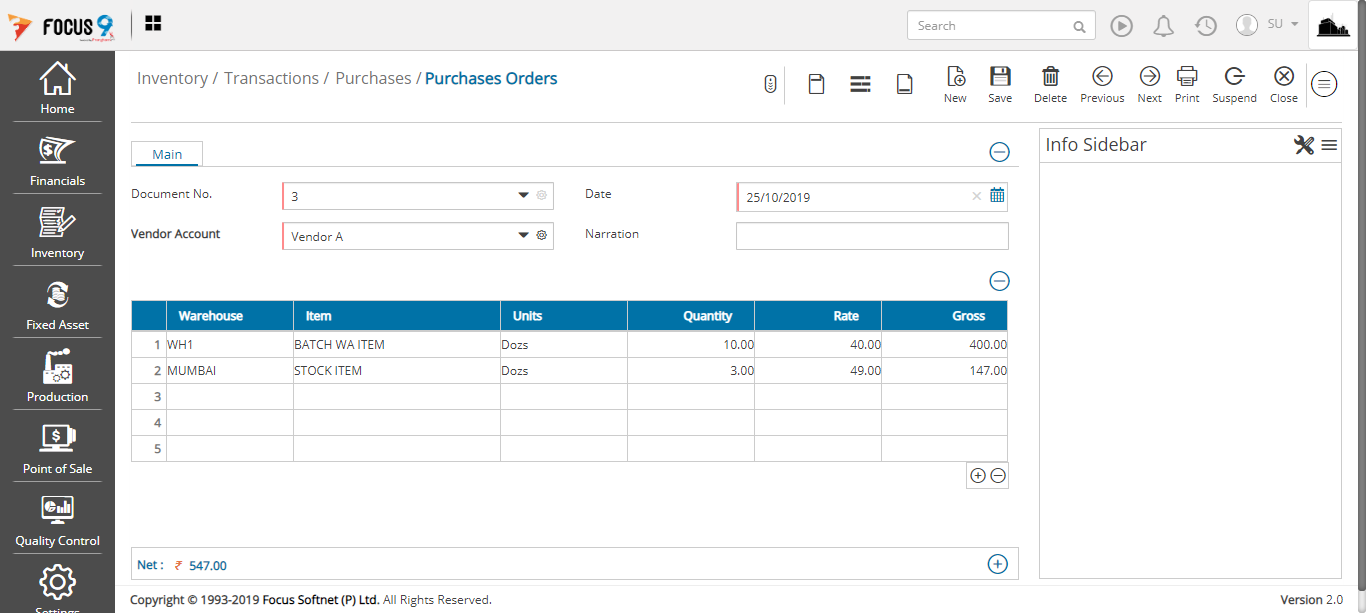 FOCUS 9
Search
SU
Home
Financials
Inventory
Fixed Asset
Production
Point of Sale
Quality Control
Settings
Inventory / Transactions / Purchases / Purchases Orders
New Save Delete Previous Next Print Suspend Close
Main
Document No. 3 Date 25/10/2019
Vendor Account Vendor A Narration
Warehouse Item Units Quantity Rate Gross
1 WH1 BATCH WA ITEM Dozs 10.00 40.00 400.00
2 MUMBAI STOCK ITEM Dozs 3.00 49.00 147.00
3
4
5
Net : ₹ 547.00
Info Sidebar
Copyright © 1993-2019 Focus Softnet (P) Ltd. All Rights Reserved.
Version 2.0